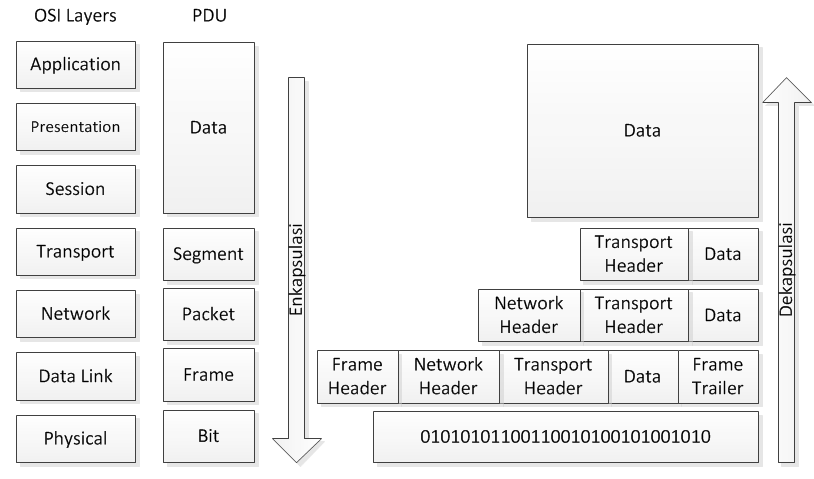 OSI Layers
PDU
Application
Presentation
Session
Data
Data
Enkapsulasi
Dekapsulasi
Transport
Segment
Transport
Header
Data
Network
Packet
Network
Header
Transport
Header
Data
Data Link
Frame
Frame
Header
Network
Header
Transport
Header
Data
Frame
Trailer
Physical
Bit
01010101100110010100101001010